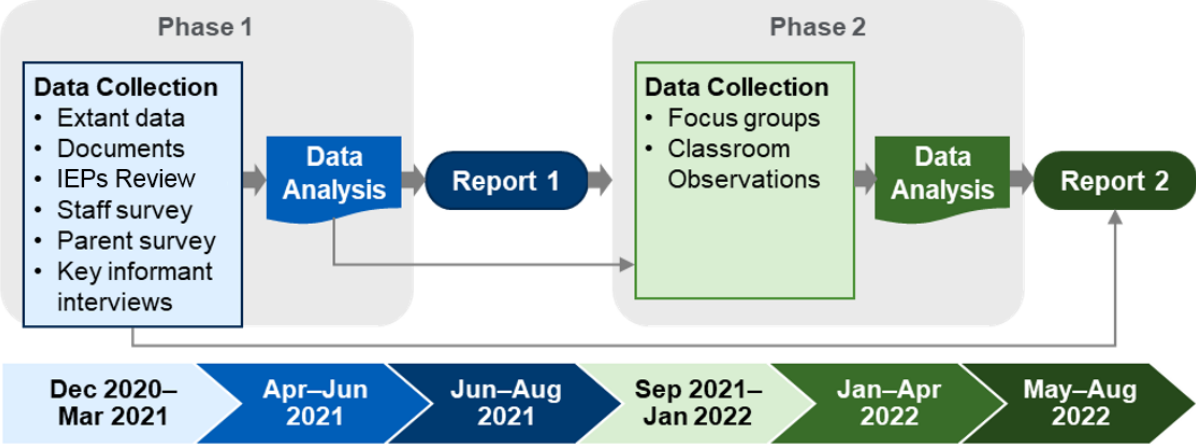 Phase 1
Data Collection
• Extant data
• Documents
• IEPs Review
• Staff survey
• Parent survey
• Key informant
interviews
Data
Analysis
Report 1
Phase 2
Data Collection
• Focus groups
• Classroom
Observations
Data
Analysis
Report 2
Dec 2020–
Mar 2021
Apr–Jun
2021
Jun–Aug
2021
Sep 2021–
Jan 2022
Jan–Apr
2022
May–Aug
2022